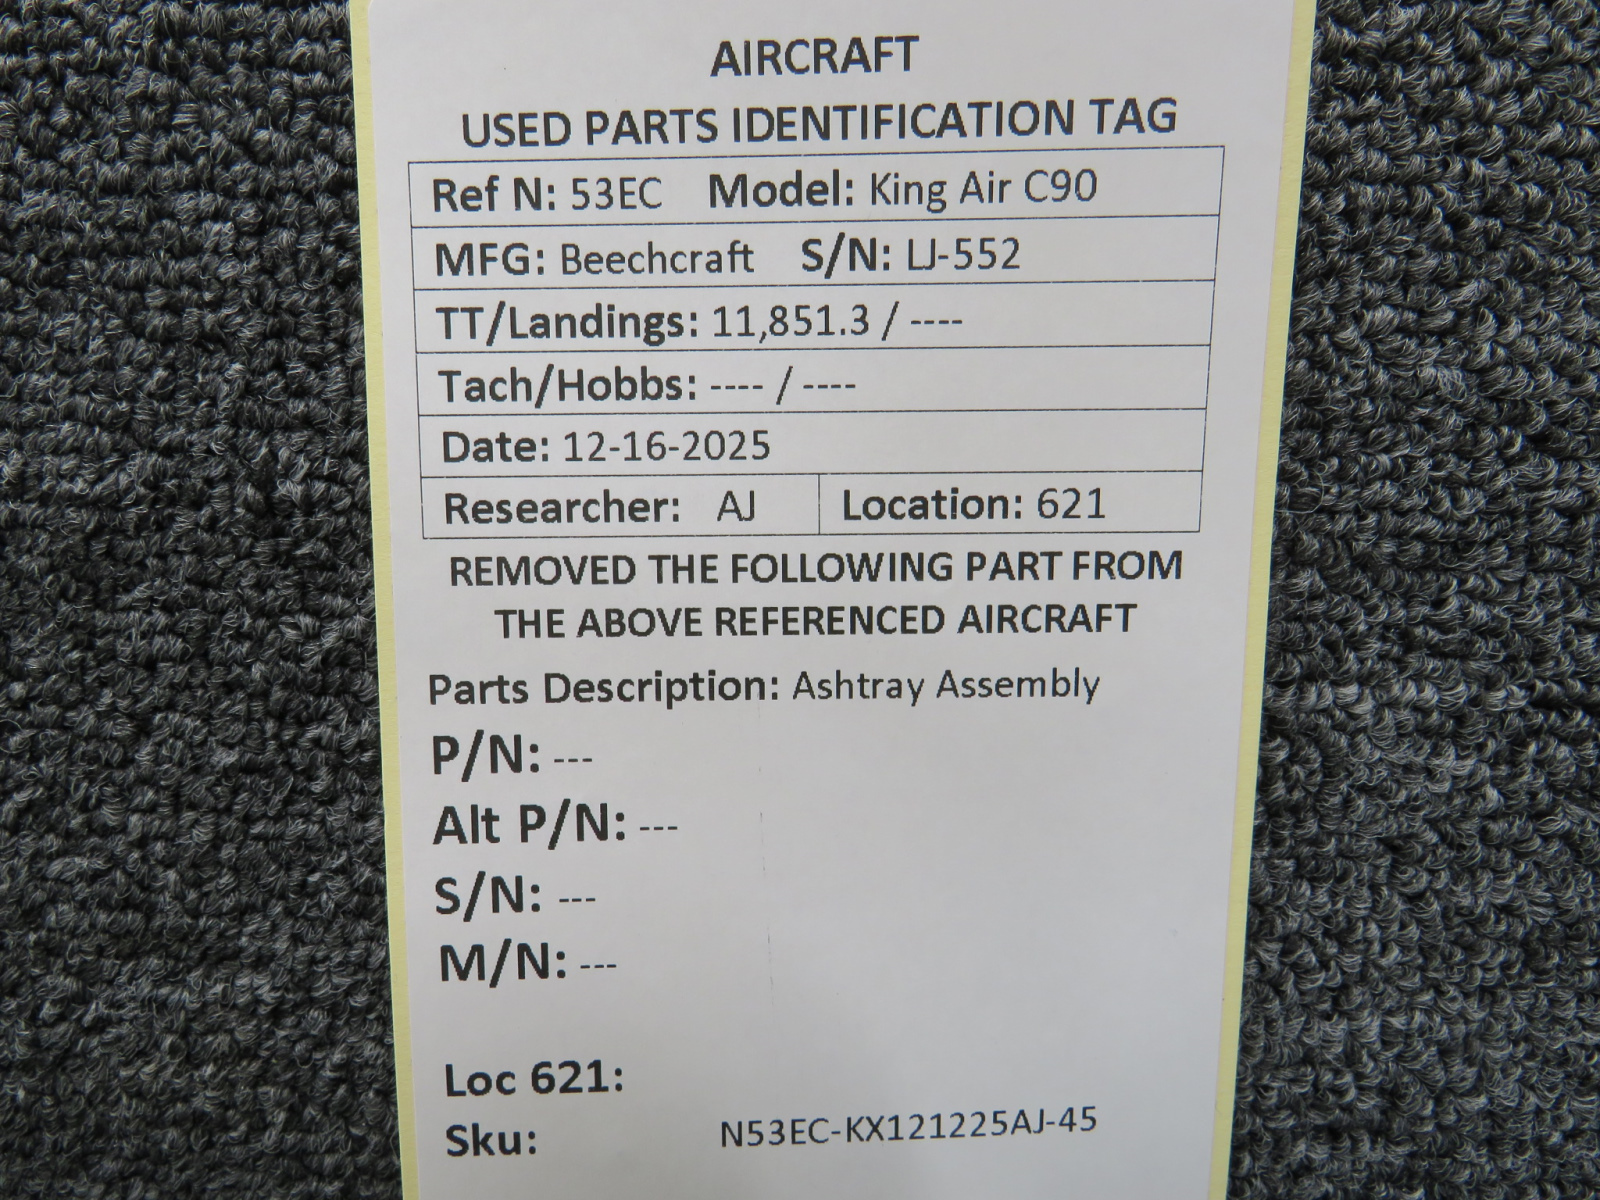 AIRCRAFT
USED PARTS IDENTIFICATION TAG
Ref N: 53EC Model: King Air C90
MFG: Beechcraft S/N: LJ-552
TT/Landings: 11,851.3 / ----
Tach/Hobbs: ---- / ----
Date: 12-16-2025
Researcher: AJ Location: 621
REMOVED THE FOLLOWING PART FROM
THE ABOVE REFERENCED AIRCRAFT
Parts Description: Ashtray Assembly
P/N: ---
Alt P/N: ---
S/N: ---
M/N: ---
Loc 621:
Sku: N53EC-KX121225AJ-45